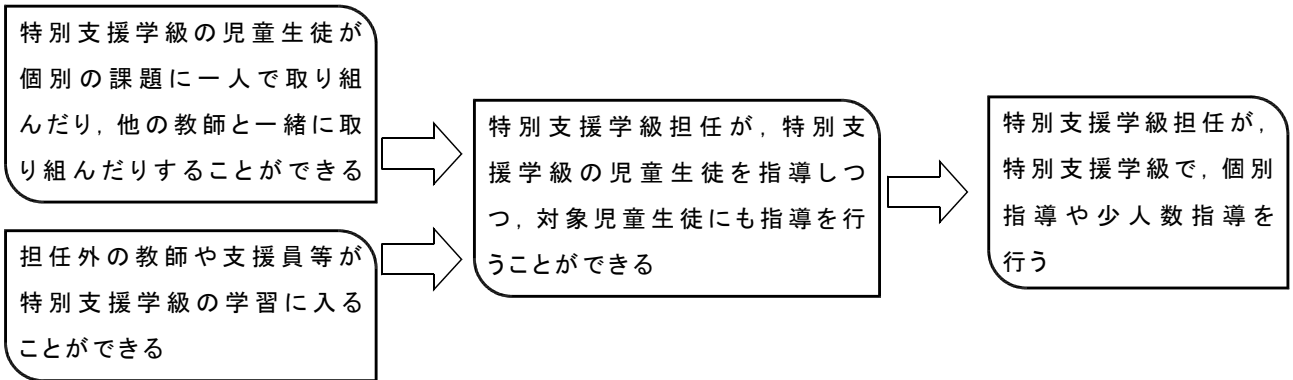 特別支援学級の児童生徒が
個別の課題に一人で取り組
んだり，他の教師と一緒に取
り組んだりすることができる
担任外の教師や支援員等が
特別支援学級の学習に入る
ことができる
特別支援学級担任が，特別支
援学級の児童生徒を指導しつ
つ，対象児童生徒にも指導を行
うことができる
特別支援学級担任が，
特別支援学級で，個別
指導や少人数指導を
行う